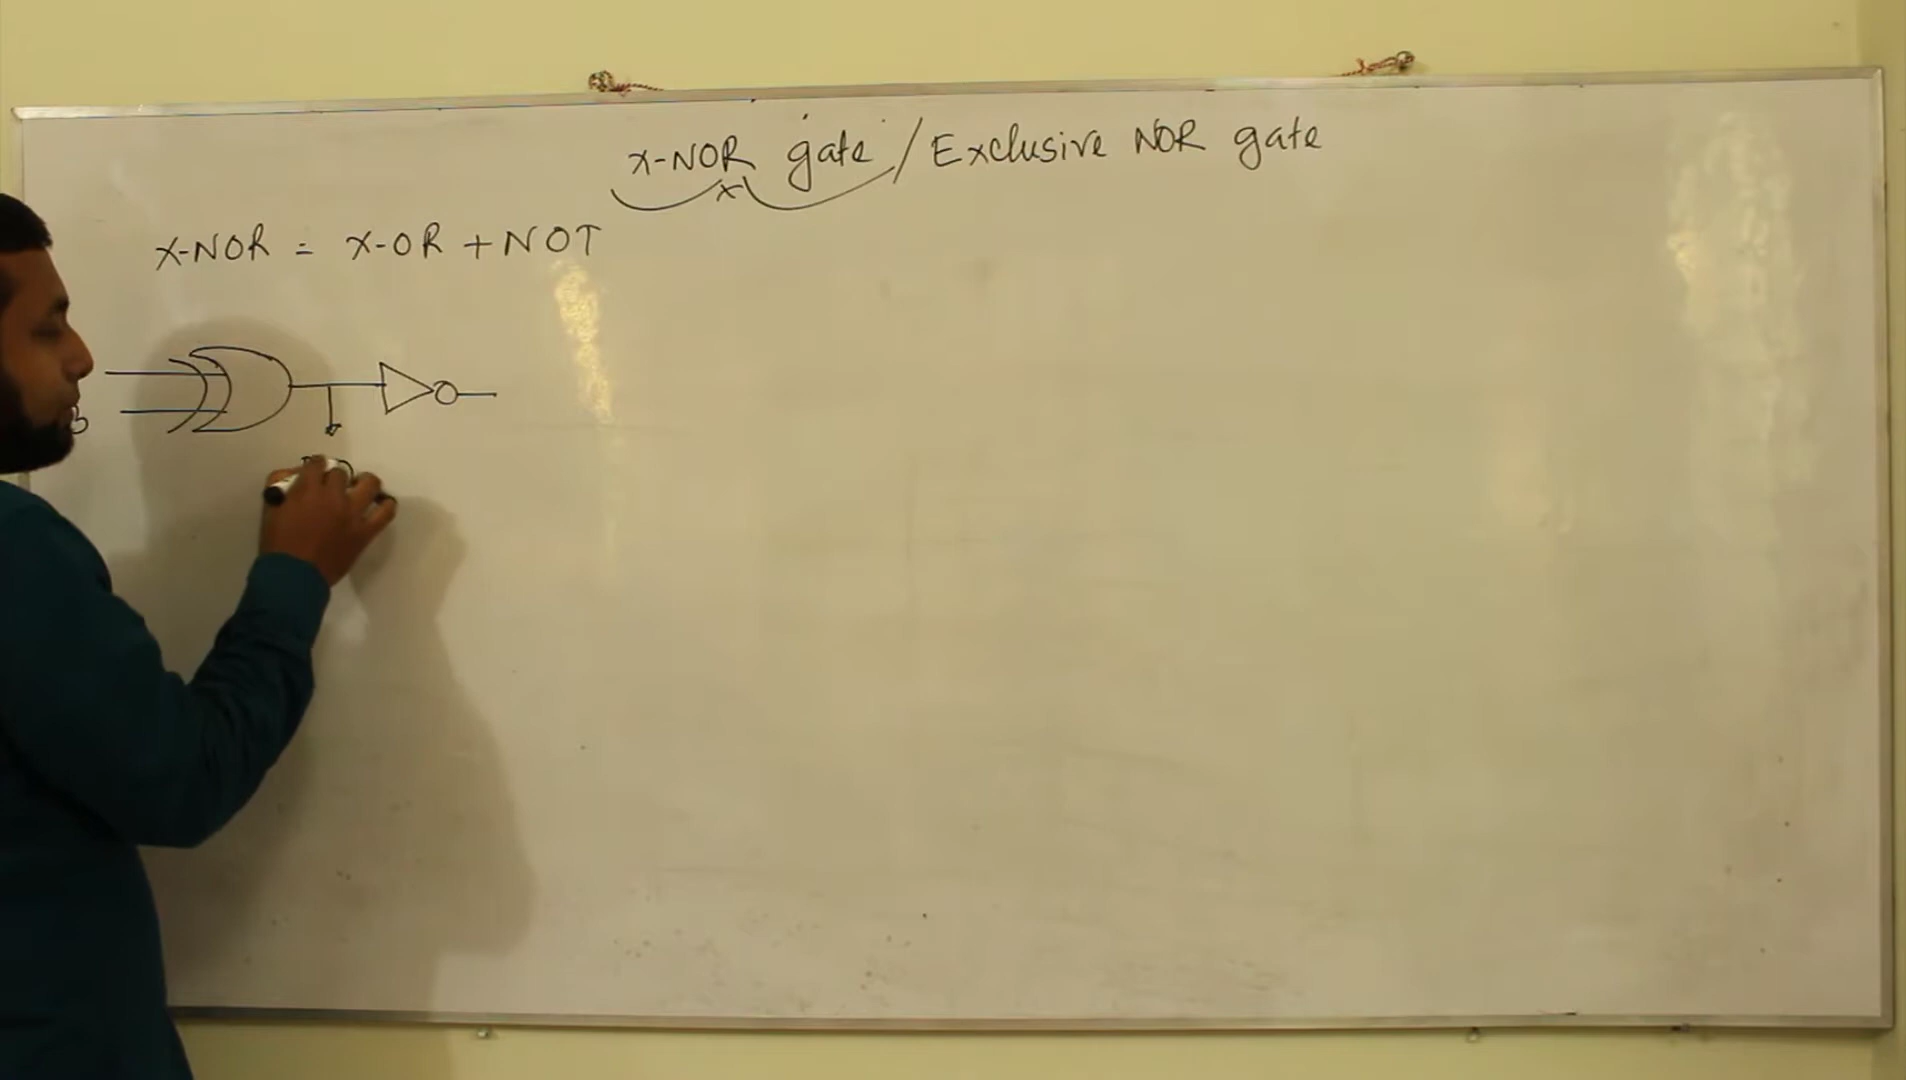 X-NOR gate / Exclusive NOR gate
X-NOR = X-OR + NOT
B